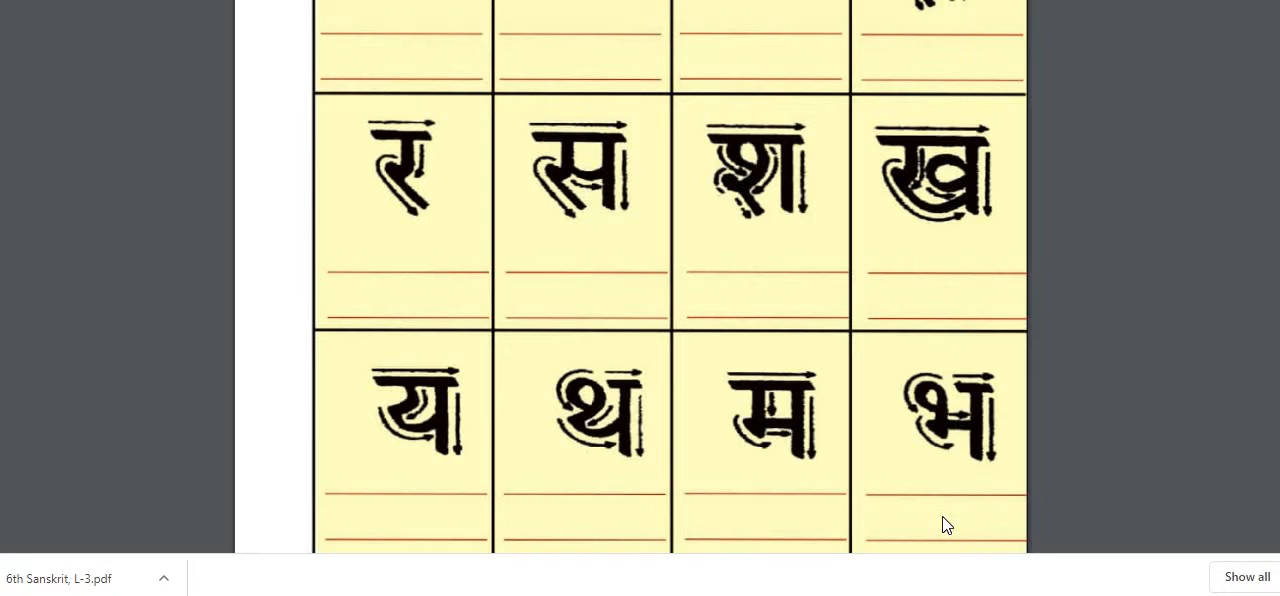 र स श ख
य थ म भ
6th Sanskrit, L-3.pdf Show all